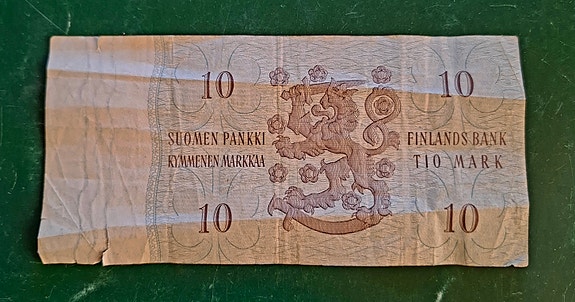 10
10
SUOMEN PANKKI
KYMMENEN MARKKAA
FINLANDS BANK
TIO MARK
10
10